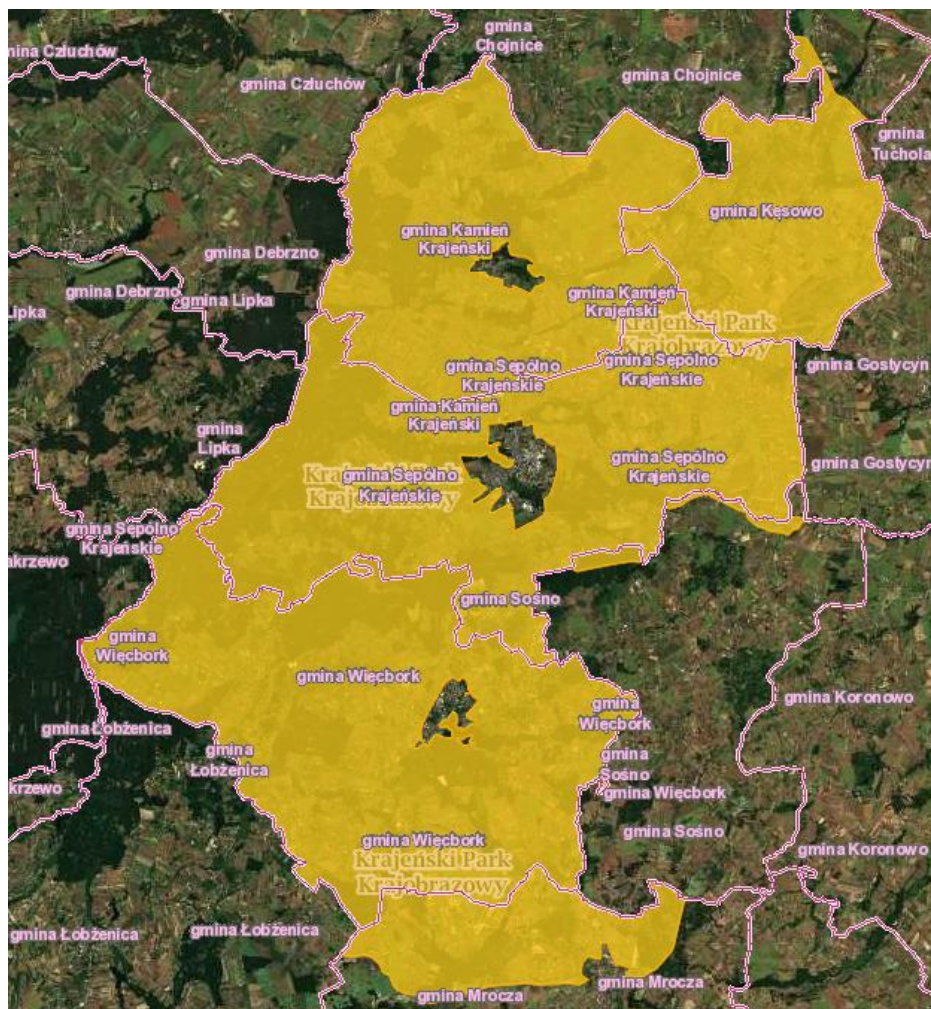 gmina
Chojnice
mina Człuchów
gmina Człuchów
gmina Chojnice
gmina
Tuchola
gmina Kęsowo
gmina Kamień
Krajeński
gmina Debrzno
gmina Debrzno
gmina Lipka
Lipka
gmina Kamień
Krajeński
Krajeński Park
Krajobrazowy
gmina Sępólno
Krajeńskie
gmina Sępólno
Krajeńskie
gmina Gostycyn
gmina Kamień
Krajeński
gmina
Lipka
gmina Sępólno
Krajeńskie
gmina Gostycyn
Krajeński Park
Krajobrazowy
gmina Sępólno
Krajeńskie
gmina Sępólno
Krajeńskie
akrzewo
gmina Sośno
gmina
Więcbork
gmina Więcbork
gmina Koronowo
gmina
Więcbork
gmina Łobżenica
gmina
Łobżenica
gmina
Sośno
krzewo
gmina Więcbork
gmina Sośno
gmina Więcbork
gmina Koronowo
Krajeński Park
Krajobrazowy
gmina Łobżenica
gmina Łobżenica
gmina Mrocza
gmina Mrocza